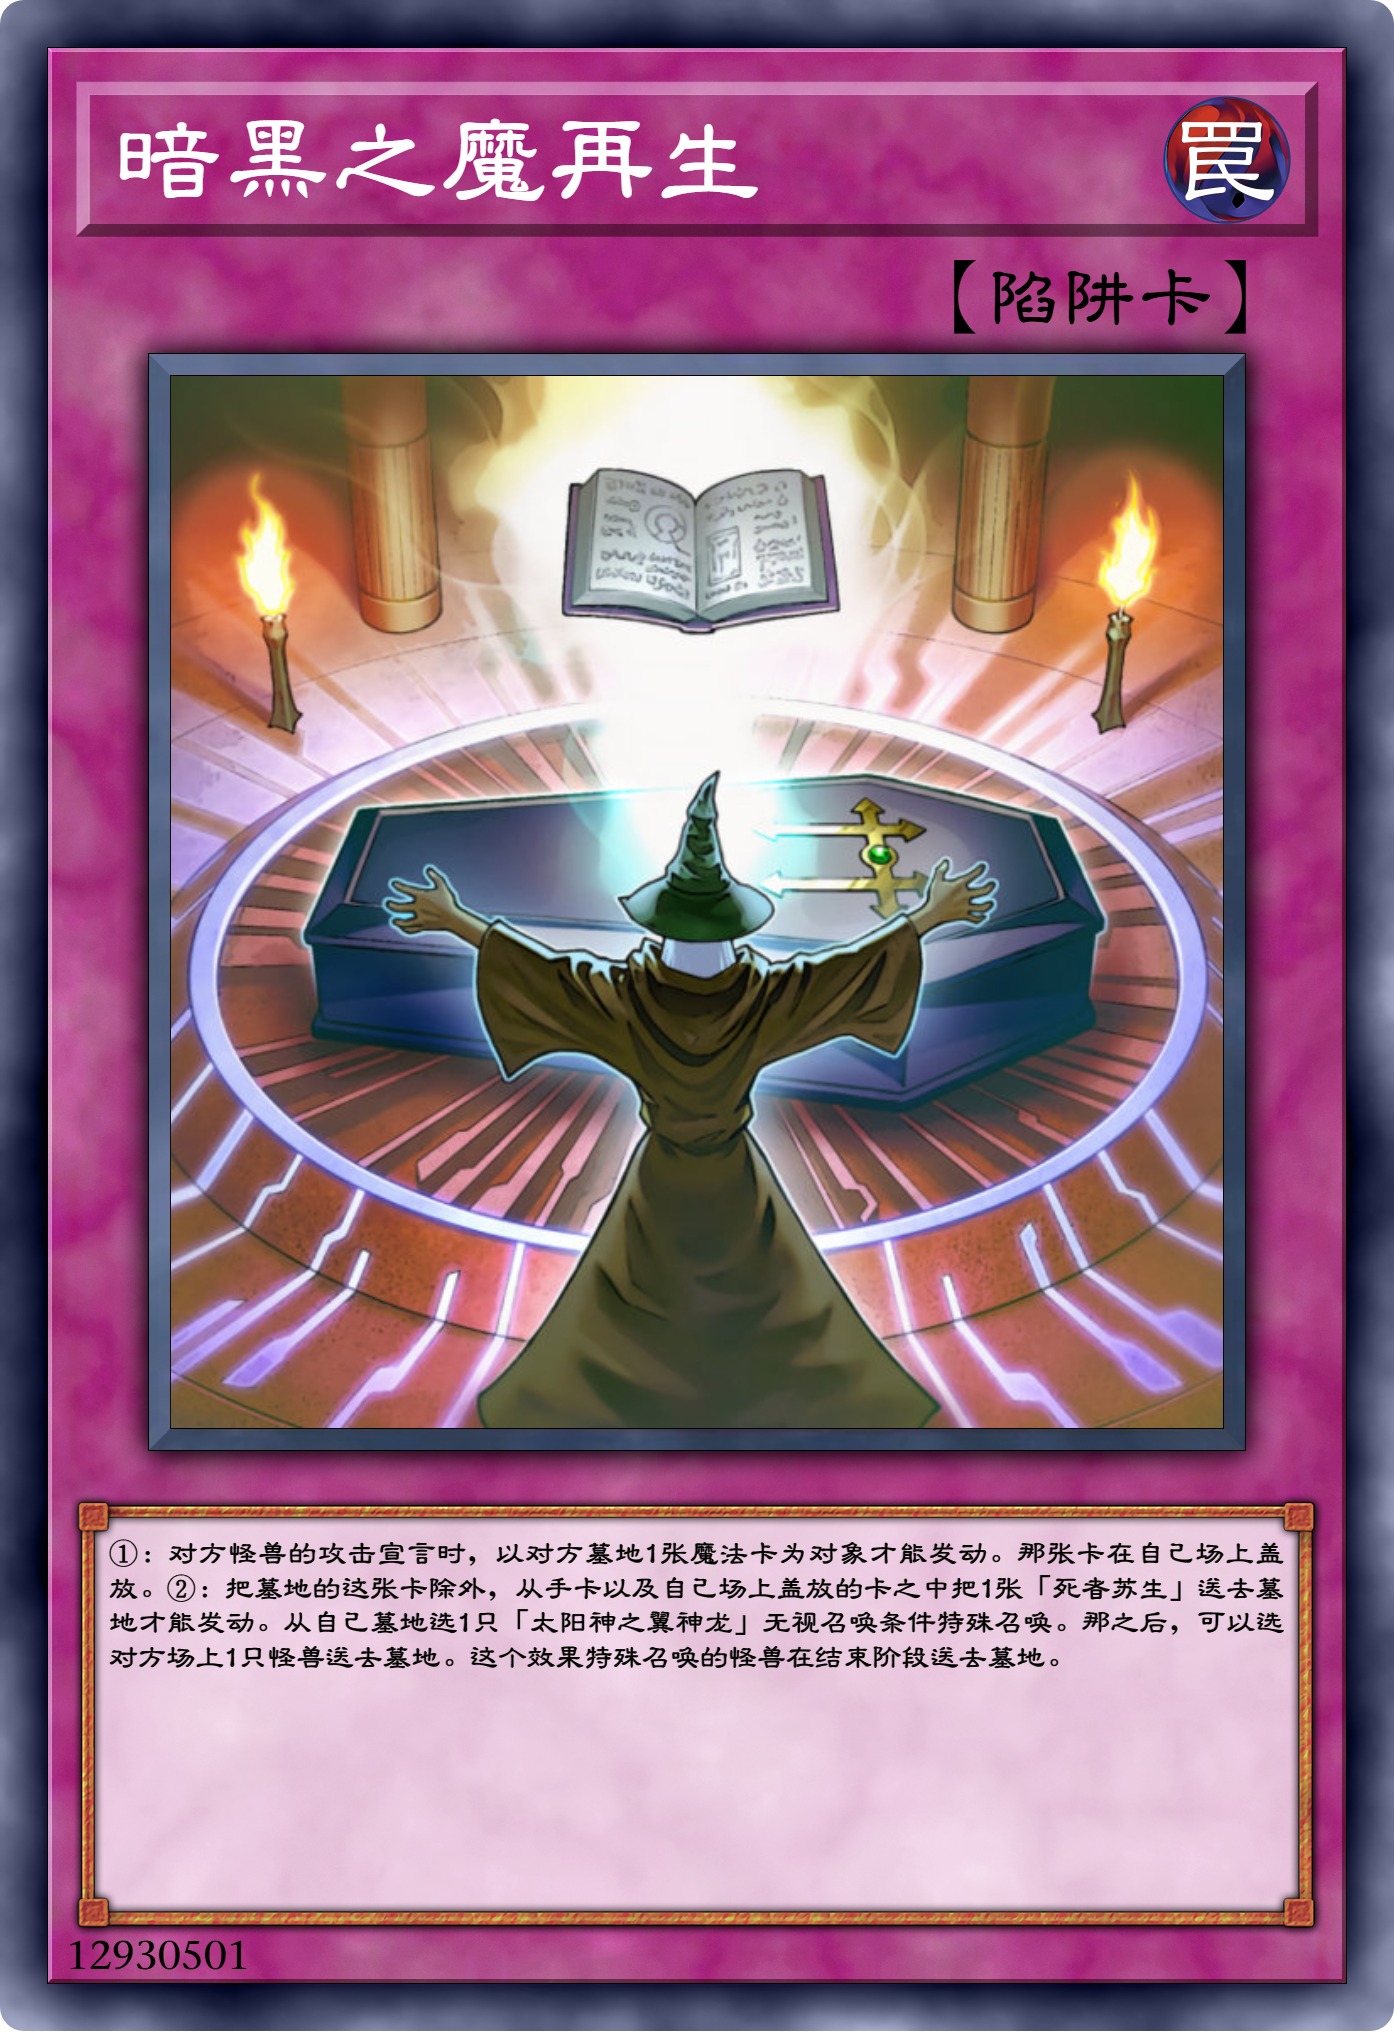 暗黑之魔再生
罠
【陷阱卡】
①：对方怪兽的攻击宣言时，以对方墓地1张魔法卡为对象才能发动。那张卡在自己场上盖
放。②：把墓地的这张卡除外，从手卡以及自己场上盖放的卡之中把1张「死者苏生」送去墓
地才能发动。从自己墓地选1只「太阳神之翼神龙」无视召唤条件特殊召唤。那之后，可以选
对方场上1只怪兽送去墓地。这个效果特殊召唤的怪兽在结束阶段送去墓地。
12930501